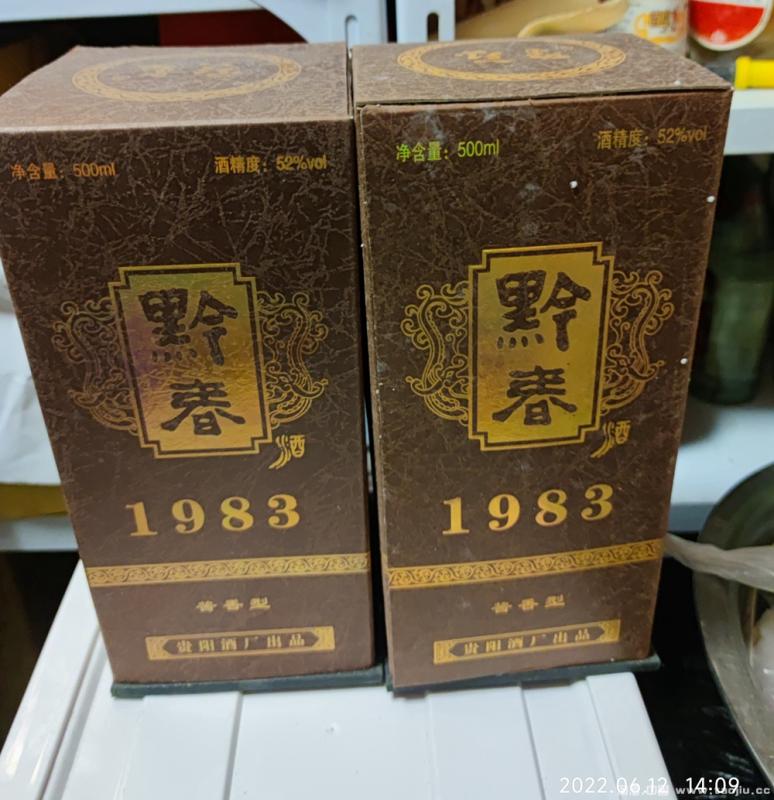 净含量：500ml
酒精度：52%vol
黔春
酒
1983
酱香型
贵阳酒厂出品
净含量：500ml
酒精度：52%vol
黔春
酒
1983
酱香型
贵阳酒厂出品
2022.06.12 14:09